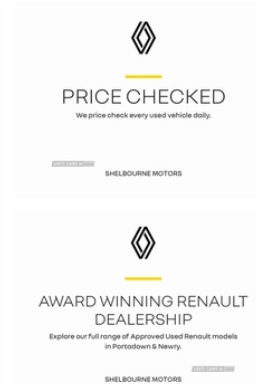 PRICE CHECKED
We price check every used vehicle daily.
SHELBOURNE MOTORS
AWARD WINNING RENAULT
DEALERSHIP
Explore our full range of Approved Used Renault models
in Portadown & Newry.
SHELBOURNE MOTORS